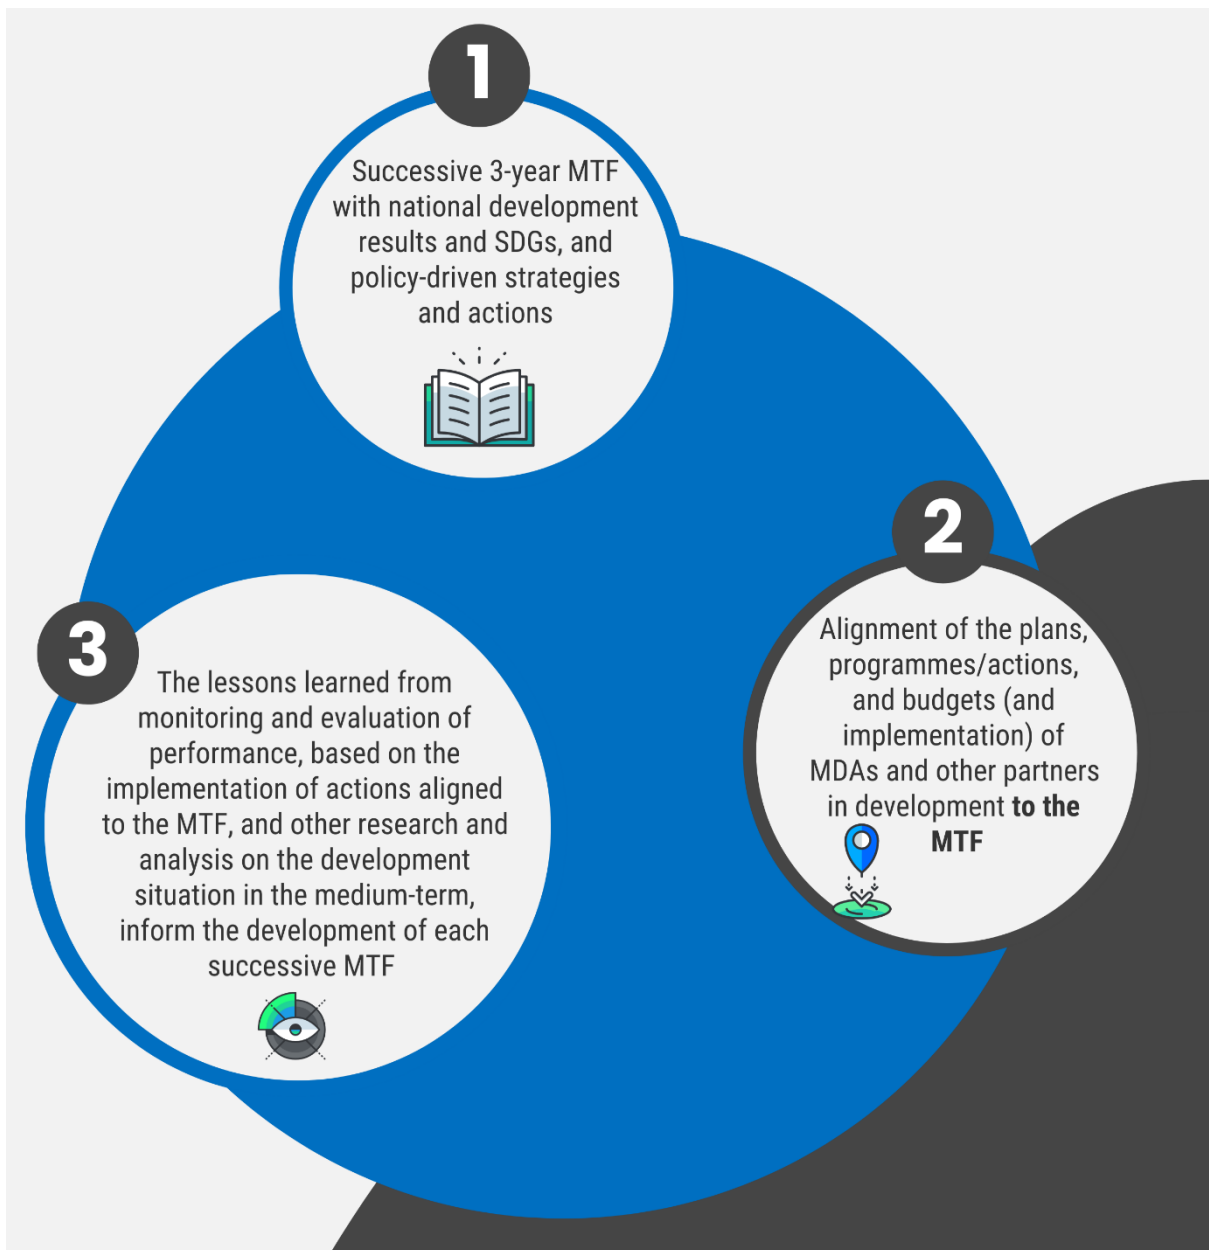 1
Successive 3-year MTF
with national development
results and SDGs, and
policy-driven strategies
and actions
2
Alignment of the plans,
programmes/actions,
and budgets (and
implementation) of
MDAs and other partners
in development to the
MTF
3
The lessons learned from
monitoring and evaluation of
performance, based on the
implementation of actions aligned
to the MTF, and other research and
analysis on the development
situation in the medium-term,
inform the development of each
successive MTF